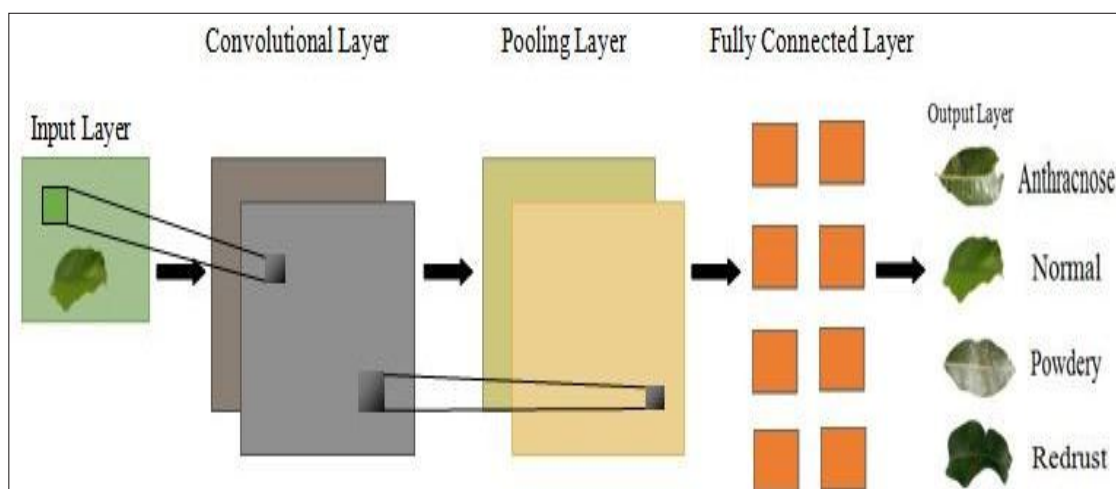 Convolutional Layer
Pooling Layer
Fully Connected Layer
Input Layer
Output Layer
Anthracnose
Normal
Powdery
Redrust